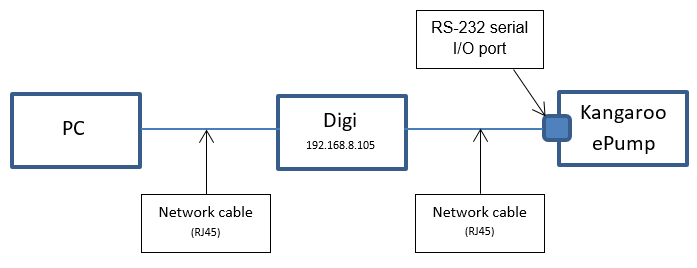 RS-232 serial
I/O port
PC
Digi
192.168.8.105
Kangaroo
ePump
Network cable
(RJ45)
Network cable
(RJ45)